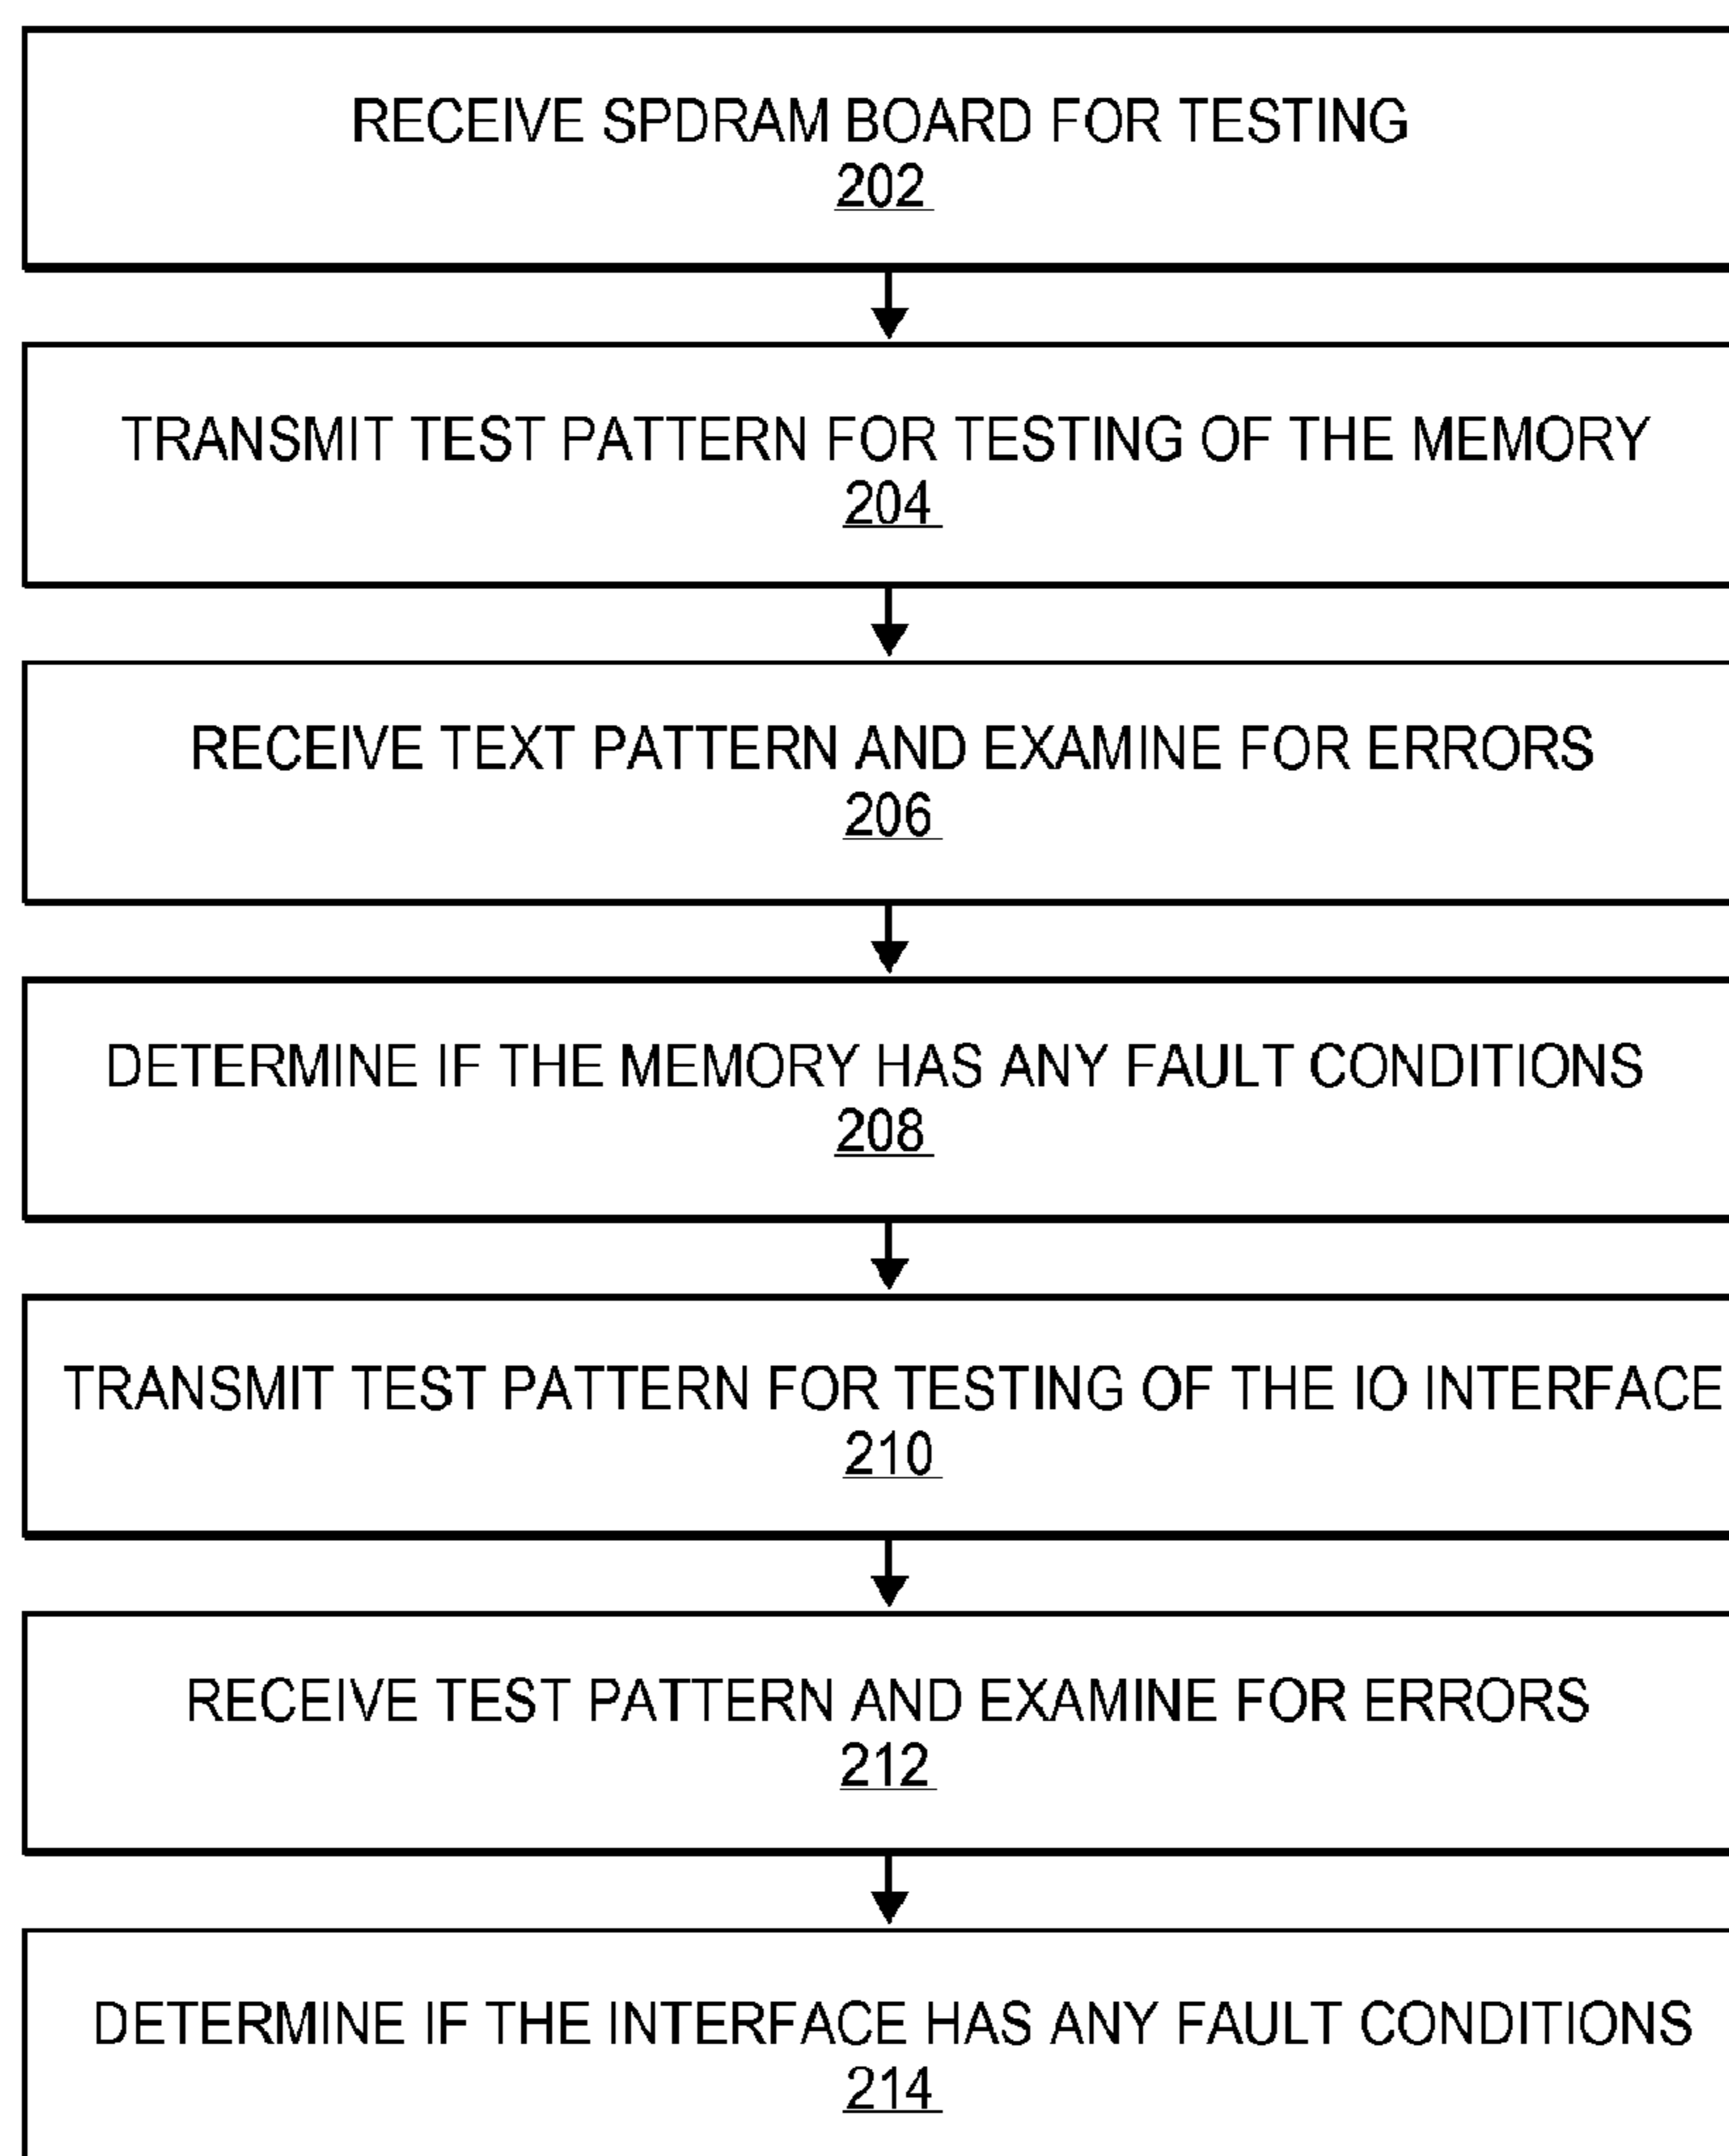 RECEIVE SPDRAM BOARD FOR TESTING
202
TRANSMIT TEST PATTERN FOR TESTING OF THE MEMORY
204
RECEIVE TEXT PATTERN AND EXAMINE FOR ERRORS
206
DETERMINE IF THE MEMORY HAS ANY FAULT CONDITIONS
208
TRANSMIT TEST PATTERN FOR TESTING OF THE IO INTERFACE
210
RECEIVE TEST PATTERN AND EXAMINE FOR ERRORS
212
DETERMINE IF THE INTERFACE HAS ANY FAULT CONDITIONS
214